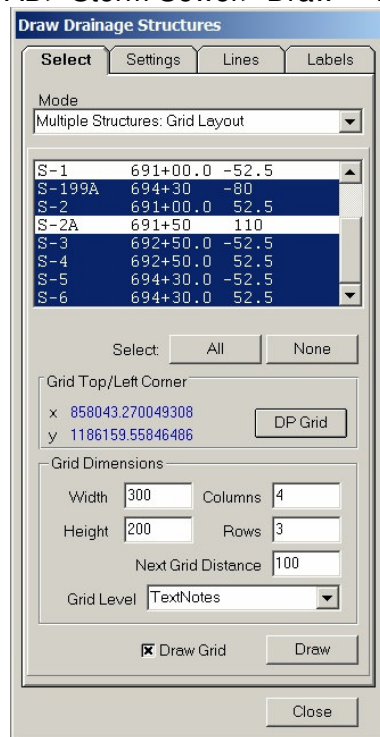 Draw Drainage Structures
Select Settings Lines Labels
Mode
Multiple Structures: Grid Layout
S-1 691+00.0 -52.5
S-199A 694+30 -80
S-2 691+00.0 52.5
S-2A 691+50 110
S-3 692+50.0 -52.5
S-4 692+50.0 52.5
S-5 694+30.0 -52.5
S-6 694+30.0 52.5
Select: All None
Grid Top/Left Corner
x 858043.270049308
y 1186159.55846486
DP Grid
Grid Dimensions
Width 300 Columns 4
Height 200 Rows 3
Next Grid Distance 100
Grid Level TextNotes
Draw Grid Draw
Close